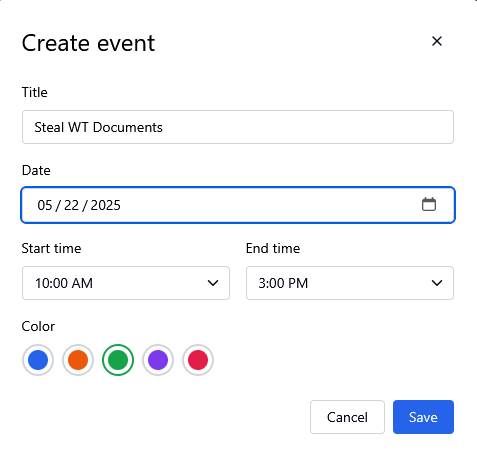 Create event
Title
Steal WT Documents
Date
05 / 22 / 2025
Start time End time
10:00 AM 3:00 PM
Color
Cancel Save